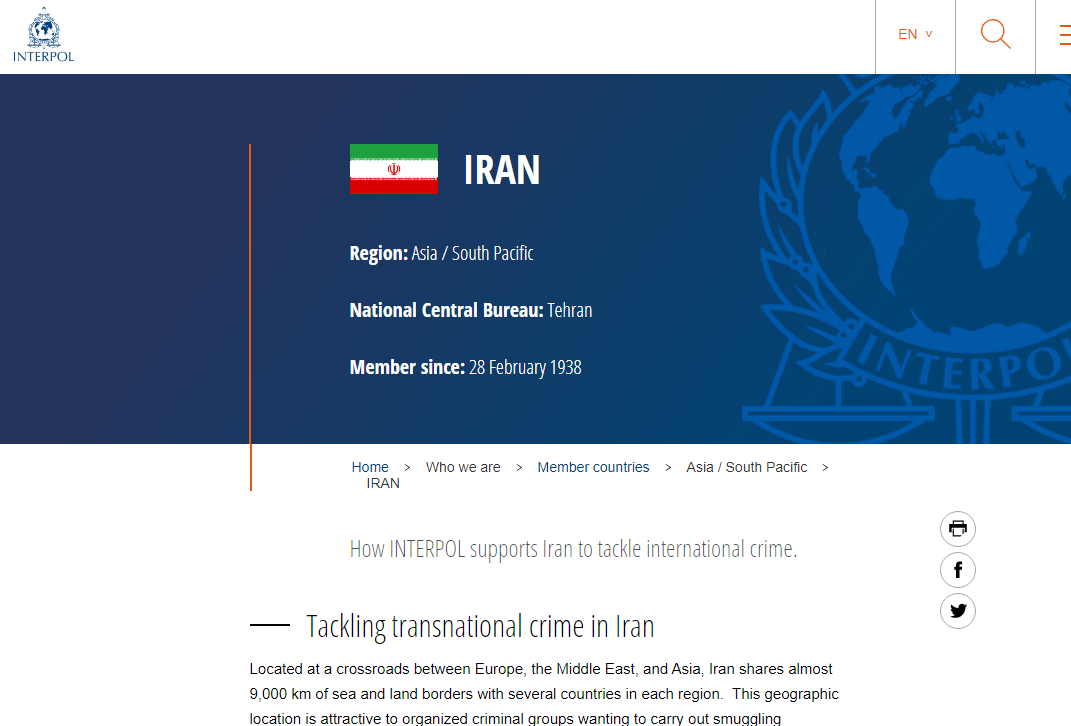 INTERPOL
EN
IRAN
Region: Asia / South Pacific
National Central Bureau: Tehran
Member since: 28 February 1938
INTERPO
Home > Who we are > Member countries > Asia / South Pacific >
IRAN
How INTERPOL supports Iran to tackle international crime.
Tackling transnational crime in Iran
Located at a crossroads between Europe, the Middle East, and Asia, Iran shares almost
9,000 km of sea and land borders with several countries in each region.  This geographic
location is attractive to organized criminal groups wanting to carry out smuggling